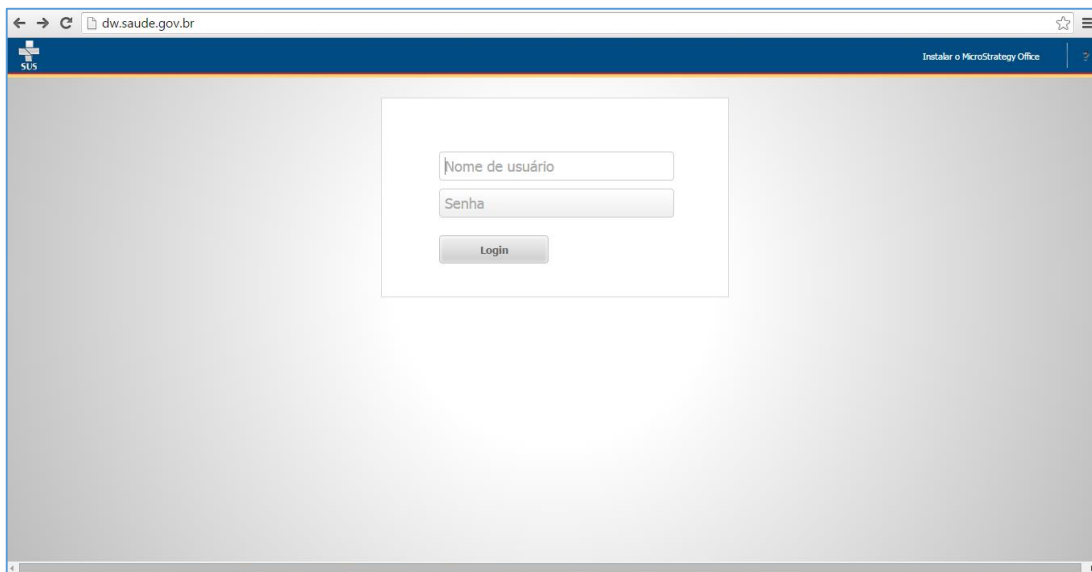 dw.saude.gov.br
SUS
Instalar o MicroStrategy Office
?
Nome de usuário
Senha
Login